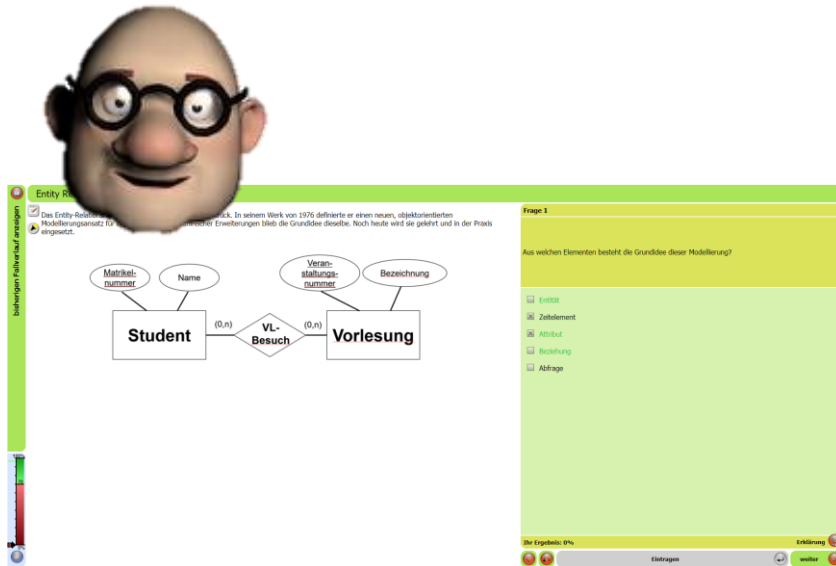 Entity R
Das Entity-Relation ruck. In seinem Werk von 1976 definierte er einen neuen, objektorientierten
Modellierungsansatz für reicher Erweiterungen blieb die Grundidee dieselbe. Noch heute wird sie gelehrt und in der Praxis
eingesetzt.
bisherigen Fallverlauf anzeigen
Matrikel-
nummer
Name
Veran-
staltungs-
nummer
Bezeichnung
Student
(0,n)
VL-
Besuch
(0,n)
Vorlesung
Frage 1
Aus welchen Elementen besteht die Grundidee dieser Modellierung?
Entität
Zeitelement
Attribut
Beziehung
Abfrage
Ihr Ergebnis: 0%
Erklärung
Eintragen
weiter